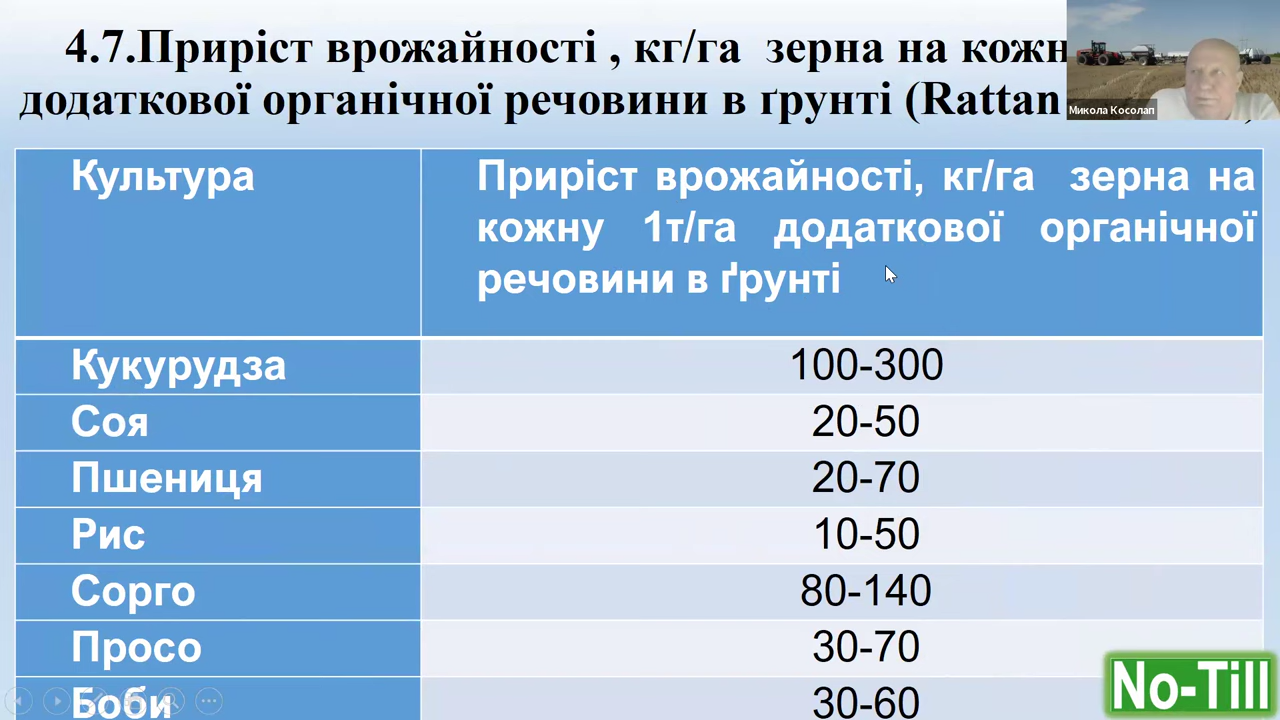 4.7.Приріст врожайності , кг/га зерна на кожн
додаткової органічної речовини в ґрунті (Rattan
Микола Косолап
Культура
Приріст врожайності, кг/га зерна на
кожну 1т/га додаткової органічної
речовини в ґрунті
Кукурудза
100-300
Соя
20-50
Пшениця
20-70
Рис
10-50
Сорго
80-140
Просо
30-70
Боби
30-60
No-Till